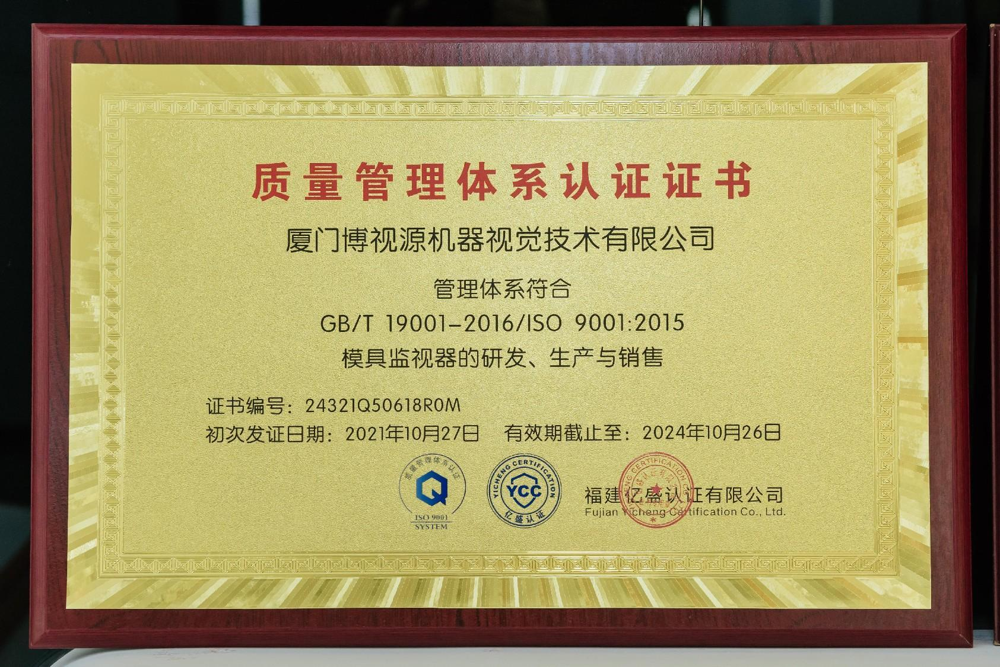 质量管理体系认证证书
厦门博视源机器视觉技术有限公司
管理体系符合
GB/T 19001-2016/ISO 9001:2015
模具监视器的研发、生产与销售
证书编号：24321Q50618R0M
初次发证日期：2021年10月27日 有效期截止至：2024年10月26日
质量管理体系认证
ISO 9001
SYSTEM
YICHENG CERTIFICATION
YCC
亿盛认证
福建亿盛认证有限公司
Fujian Yicheng Certification Co., Ltd.